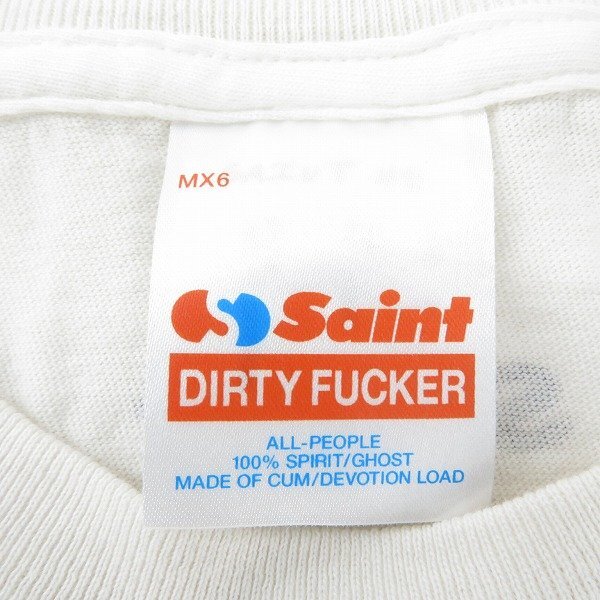 MX6
Saint
DIRTY FUCKER
ALL-PEOPLE
100% SPIRIT/GHOST
MADE OF CUM/DEVOTION LOAD